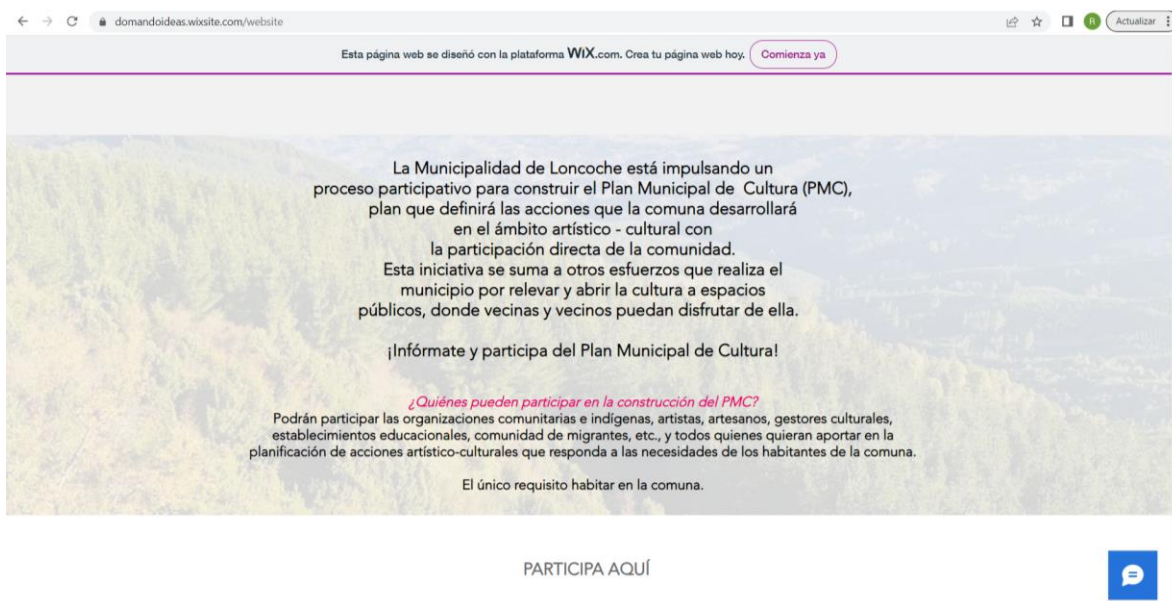 domandoideas.wixsite.com/website
R
Actualizar
Esta página web se diseñó con la plataforma WiX.com. Crea tu página web hoy. Comienza ya
La Municipalidad de Loncoche está impulsando un
proceso participativo para construir el Plan Municipal de Cultura (PMC),
plan que definirá las acciones que la comuna desarrollará
en el ámbito artístico - cultural con
la participación directa de la comunidad.
Esta iniciativa se suma a otros esfuerzos que realiza el
municipio por relevar y abrir la cultura a espacios
públicos, donde vecinas y vecinos puedan disfrutar de ella.
¡Infórmate y participa del Plan Municipal de Cultura!
¿Quiénes pueden participar en la construcción del PMC?
Podrán participar las organizaciones comunitarias e indígenas, artistas, artesanos, gestores culturales,
establecimientos educacionales, comunidad de migrantes, etc., y todos quienes quieran aportar en la
planificación de acciones artístico-culturales que responda a las necesidades de los habitantes de la comuna.
El único requisito habitar en la comuna.
PARTICIPA AQUÍ